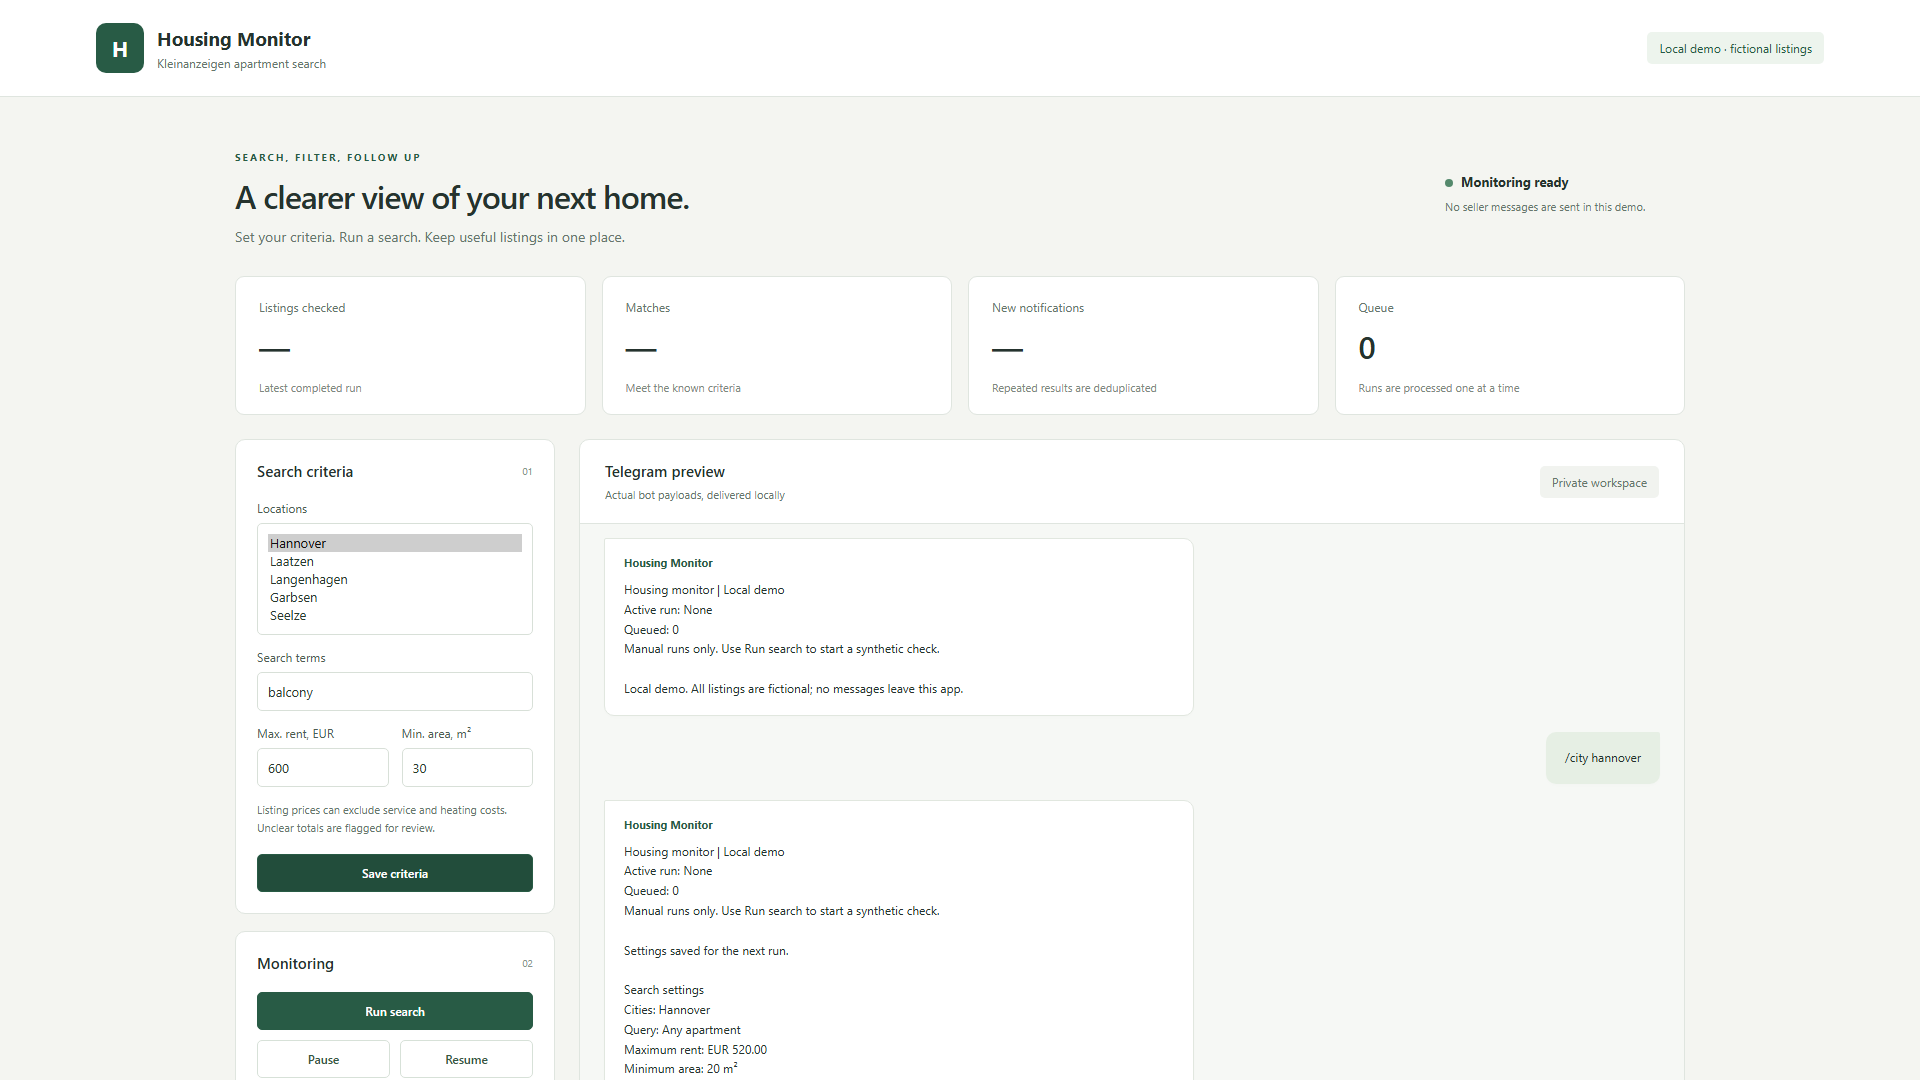 H
Housing Monitor
Kleinanzeigen apartment search
Local demo · fictional listings
SEARCH, FILTER, FOLLOW UP
A clearer view of your next home.
Set your criteria. Run a search. Keep useful listings in one place.
Monitoring ready
No seller messages are sent in this demo.
Listings checked
—
Latest completed run
Matches
—
Meet the known criteria
New notifications
—
Repeated results are deduplicated
Queue
0
Runs are processed one at a time
Search criteria
01
Locations
Hannover
Laatzen
Langenhagen
Garbsen
Seelze
Search terms
balcony
Max. rent, EUR
Min. area, m²
600
30
Listing prices can exclude service and heating costs.
Unclear totals are flagged for review.
Save criteria
Monitoring
02
Run search
Pause
Resume
Telegram preview
Actual bot payloads, delivered locally
Private workspace
Housing Monitor
Housing monitor | Local demo
Active run: None
Queued: 0
Manual runs only. Use Run search to start a synthetic check.
Local demo. All listings are fictional; no messages leave this app.
/city hannover
Housing Monitor
Housing monitor | Local demo
Active run: None
Queued: 0
Manual runs only. Use Run search to start a synthetic check.
Settings saved for the next run.
Search settings
Cities: Hannover
Query: Any apartment
Maximum rent: EUR 520.00
Minimum area: 20 m²